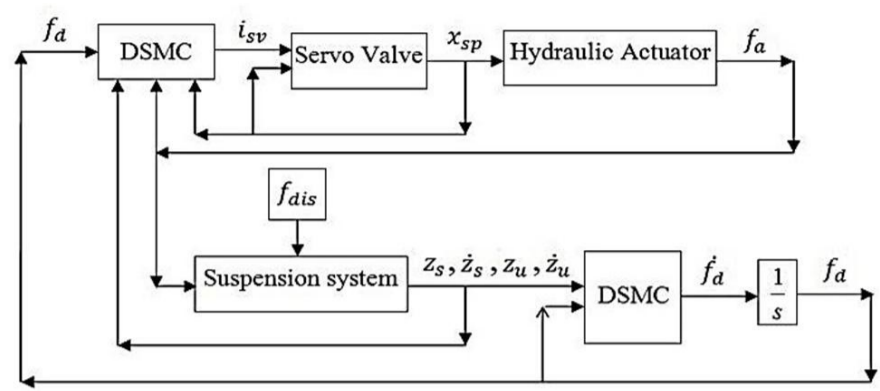 f_d
DSMC
i_sv
Servo Valve
x_sp
Hydraulic Actuator
f_a
f_dis
Suspension system
z_s, ż_s, z_u, ż_u
DSMC
ḟ_d
1/s
f_d